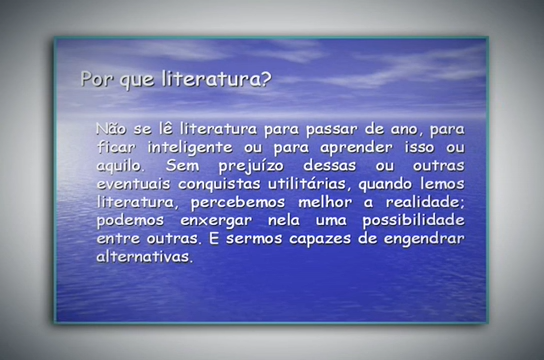 Por que literatura?
Não se lê literatura para passar de ano, para
ficar inteligente ou para aprender isso ou
aquilo. Sem prejuízo dessas ou outras
eventuais conquistas utilitárias, quando lemos
literatura, percebemos melhor a realidade;
podemos enxergar nela uma possibilidade
entre outras. E sermos capazes de engendrar
alternativas.